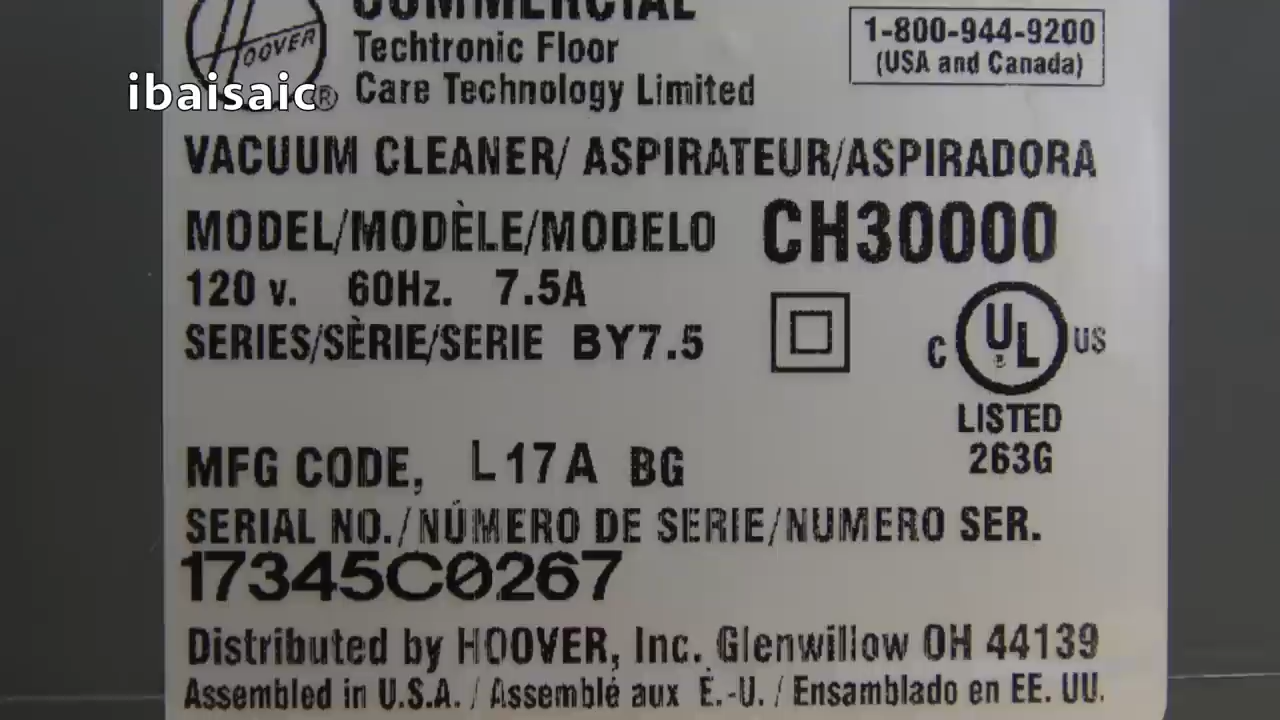 COMMERCIAL
HOOVER
Techtronic Floor
Care Technology Limited
1-800-944-9200
(USA and Canada)
ibaisaic
®
VACUUM CLEANER/ ASPIRATEUR/ASPIRADORA
MODEL/MODÈLE/MODELO CH30000
120 v. 60Hz. 7.5A
SERIES/SÈRIE/SERIE BY7.5
C UL US
LISTED
263G
MFG CODE, L17A BG
SERIAL NO./NÚMERO DE SERIE/NUMERO SER.
17345C0267
Distributed by HOOVER, Inc. Glenwillow OH 44139
Assembled in U.S.A. / Assemblé aux É.-U. / Ensamblado en EE. UU.